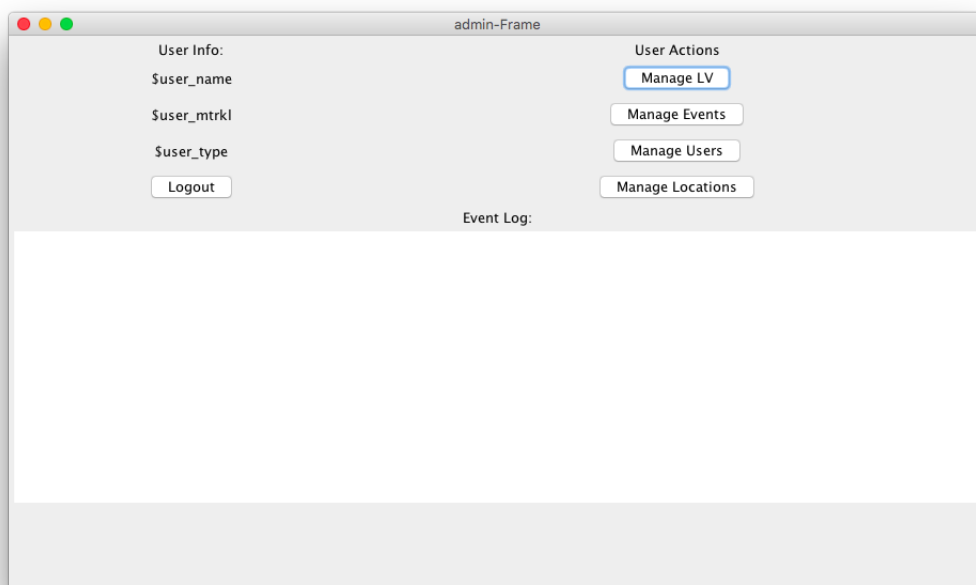 admin-Frame
User Info:
User Actions
$user_name
Manage LV
$user_mtrkl
Manage Events
$user_type
Manage Users
Logout
Manage Locations
Event Log: